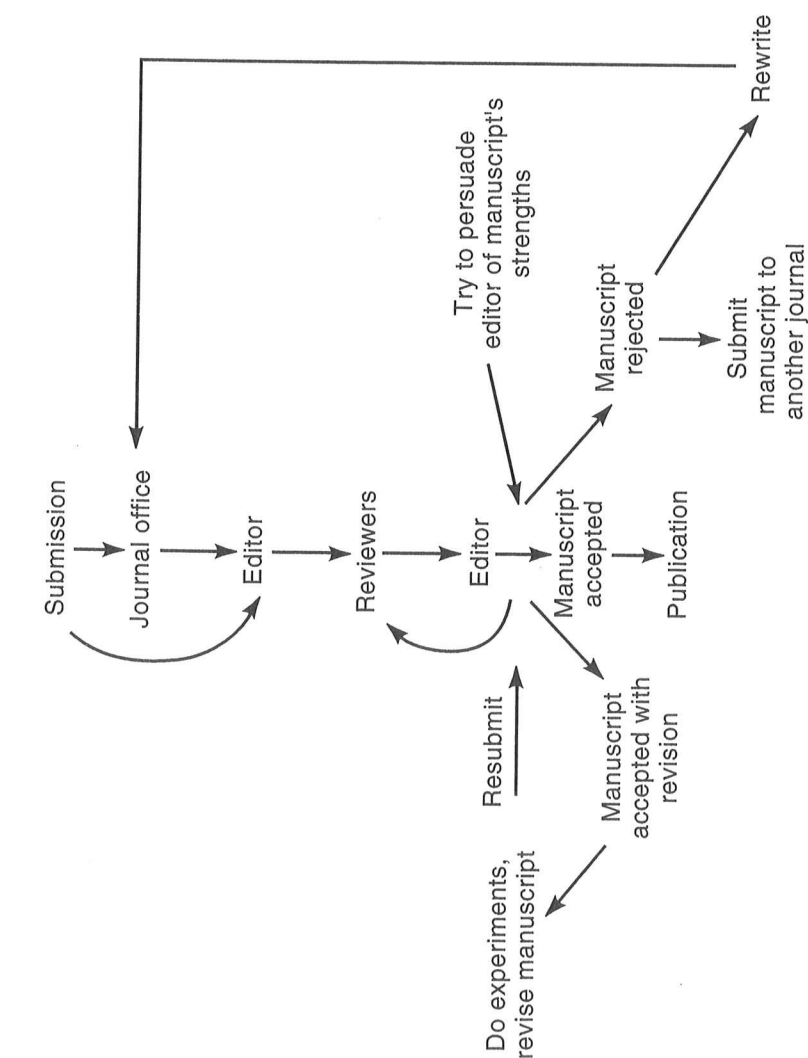 Submission
Journal office
Editor
Reviewers
Try to persuade
editor of manuscript's
strengths
Editor
Resubmit
Do experiments,
revise manuscript
Manuscript
accepted
Manuscript
accepted with
revision
Manuscript
rejected
Publication
Submit
manuscript to
another journal
Rewrite